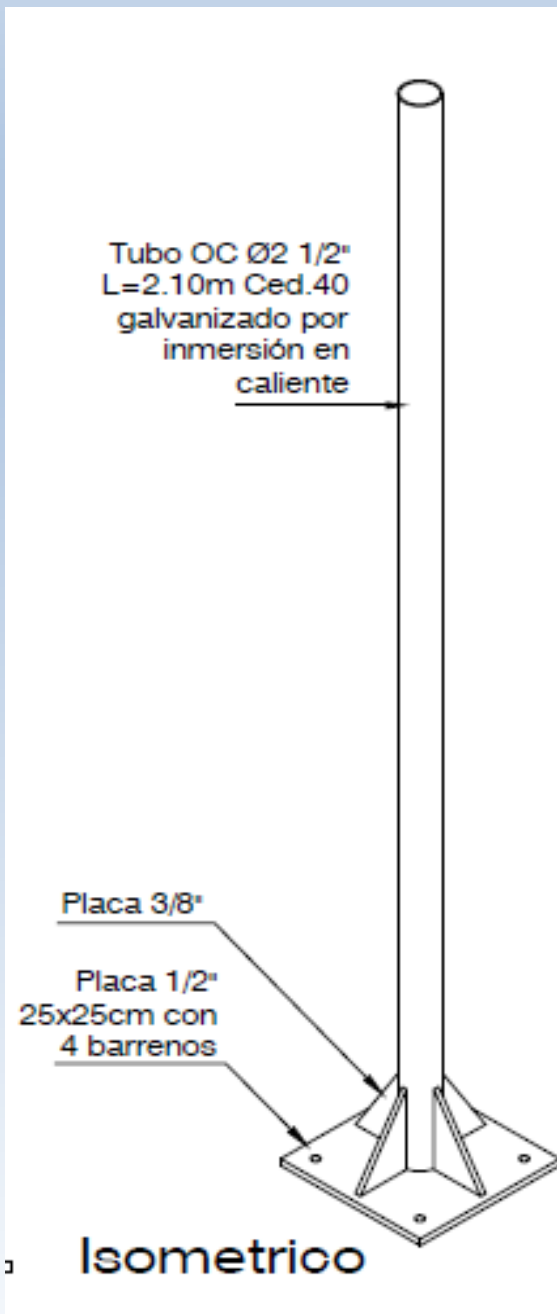 Tubo OC Ø2 1/2"
L=2.10m Ced.40
galvanizado por
inmersión en
caliente
Placa 3/8"
Placa 1/2"
25x25cm con
4 barrenos
Isometrico